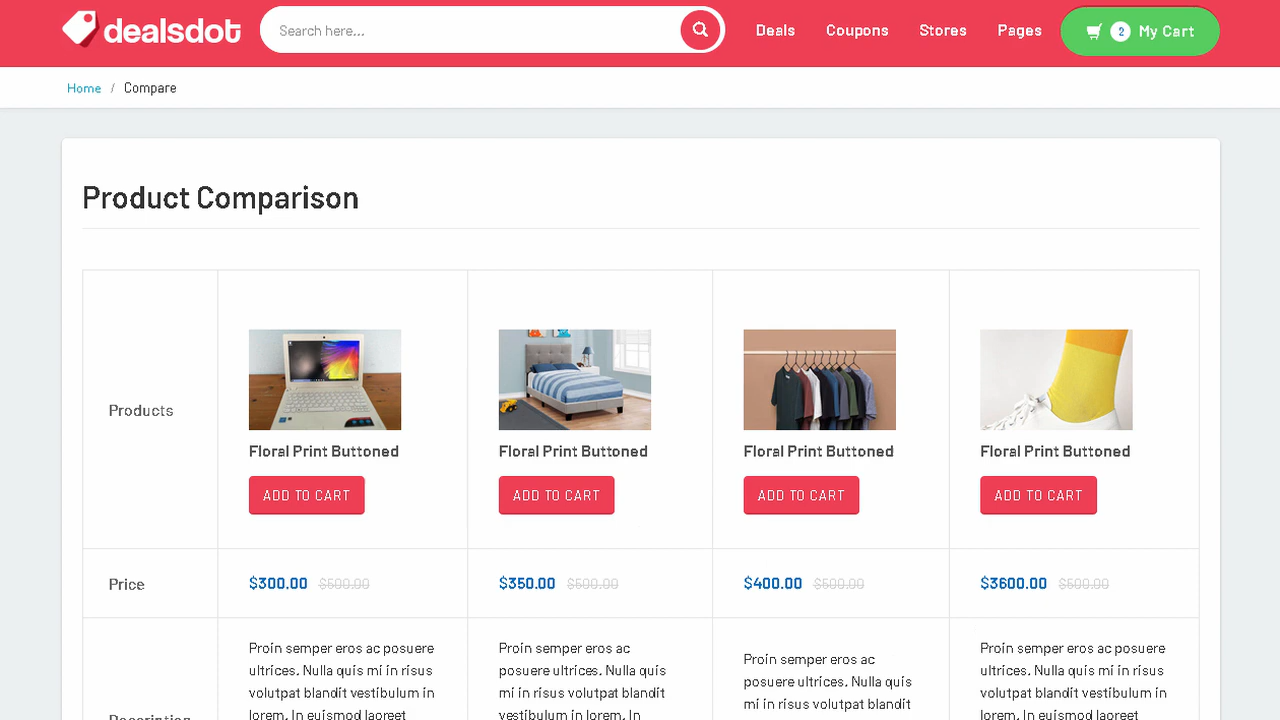 dealsdot
Search here...
Deals
Coupons
Stores
Pages
2
My Cart
Home / Compare
Product Comparison
Products
Floral Print Buttoned
ADD TO CART
Floral Print Buttoned
ADD TO CART
Floral Print Buttoned
ADD TO CART
Floral Print Buttoned
ADD TO CART
Price
$300.00 $500.00
$350.00 $500.00
$400.00 $500.00
$3600.00 $500.00
Description
Proin semper eros ac posuere
ultrices. Nulla quis mi in risus
volutpat blandit vestibulum in
lorem. In euismod laoreet
Proin semper eros ac
posuere ultrices. Nulla quis
mi in risus volutpat blandit
vestibulum in lorem. In
Proin semper eros ac
posuere ultrices. Nulla quis
mi in risus volutpat blandit
Proin semper eros ac posuere
ultrices. Nulla quis mi in risus
volutpat blandit vestibulum in
lorem. In euismod laoreet